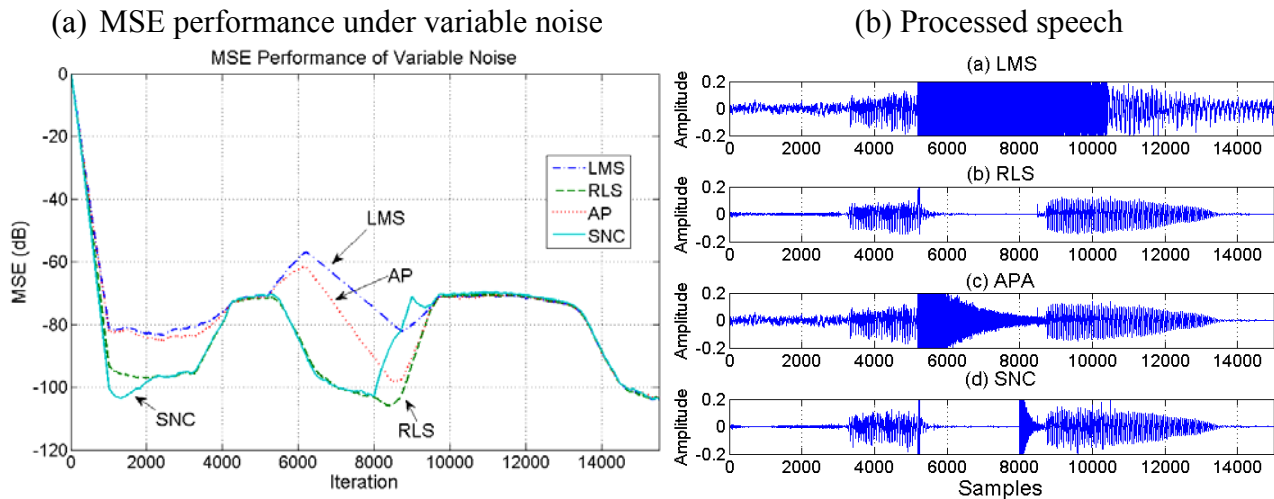 (a) MSE performance under variable noise
MSE Performance of Variable Noise
0
-20
-40
-60
-80
-100
-120
MSE (dB)
LMS
RLS
AP
SNC
LMS
AP
SNC
RLS
0 2000 4000 6000 8000 10000 12000 14000
Iteration
(b) Processed speech
(a) LMS
0.2
0
-0.2
Amplitude
0 2000 4000 6000 8000 10000 12000 14000
(b) RLS
0.2
0
-0.2
Amplitude
0 2000 4000 6000 8000 10000 12000 14000
(c) APA
0.2
0
-0.2
Amplitude
0 2000 4000 6000 8000 10000 12000 14000
(d) SNC
0.2
0
-0.2
Amplitude
0 2000 4000 6000 8000 10000 12000 14000
Samples